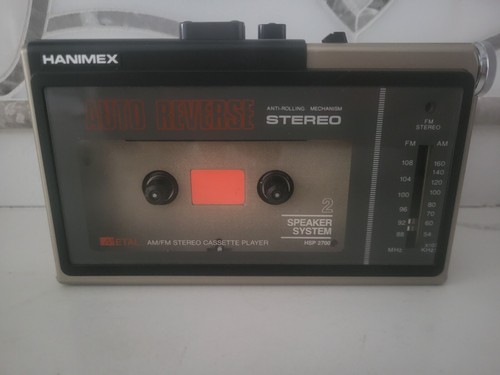 HANIMEX
AUTO REVERSE
ANTI-ROLLING MECHANISM
STEREO
FM
STEREO
FM AM
108 160
104 140
120
100 100
96 80
70
92 60
88 54
MHz KHz
2
SPEAKER
SYSTEM
HSP 2700
METAL AM/FM STEREO CASSETTE PLAYER